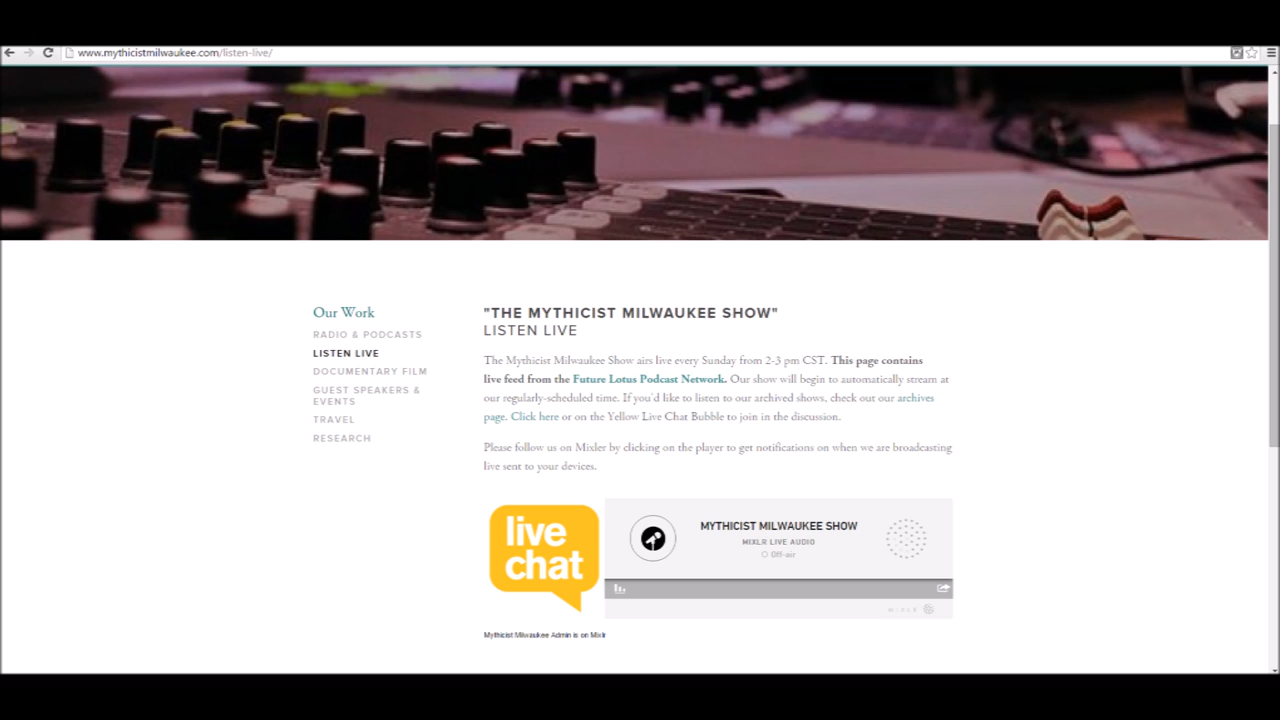 www.mythicistmilwaukee.com/listen-live/
Our Work
RADIO & PODCASTS
LISTEN LIVE
DOCUMENTARY FILM
GUEST SPEAKERS &
EVENTS
TRAVEL
RESEARCH
"THE MYTHICIST MILWAUKEE SHOW"
LISTEN LIVE
The Mythicist Milwaukee Show airs live every Sunday from 2-3 pm CST. This page contains
live feed from the Future Lotus Podcast Network. Our show will begin to automatically stream at
our regularly-scheduled time. If you'd like to listen to our archived shows, check out our archives
page. Click here or on the Yellow Live Chat Bubble to join in the discussion.
Please follow us on Mixler by clicking on the player to get notifications on when we are broadcasting
live sent to your devices.
live
chat
MYTHICIST MILWAUKEE SHOW
MIXLR LIVE AUDIO
Off-air
MIXLR
Mythicist Milwaukee Admin is on Mixlr